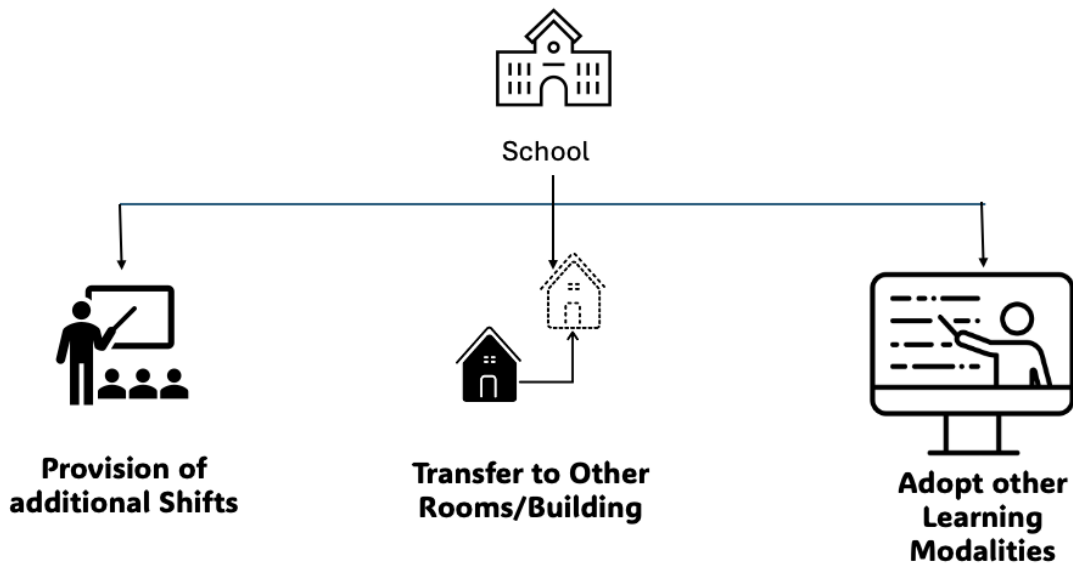 School
Provision of
additional Shifts
Transfer to Other
Rooms/Building
Adopt other
Learning
Modalities